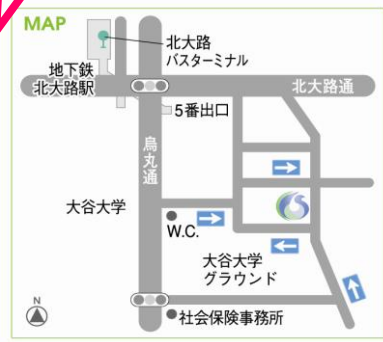 MAP
北大路
バスターミナル
地下鉄
北大路駅
北大路通
5番出口
烏丸通
大谷大学
W.C.
大谷大学
グラウンド
N
社会保険事務所